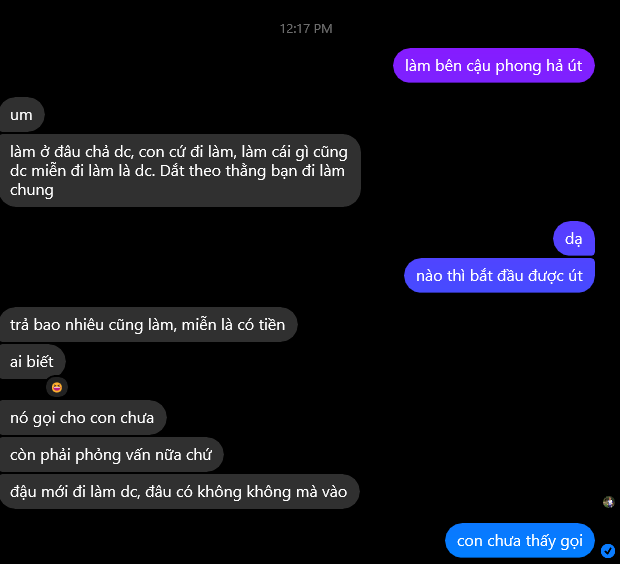 12:17 PM
làm bên cậu phong hả út
um
làm ở đâu chả dc, con cứ đi làm, làm cái gì cũng
dc miễn đi làm là dc. Dắt theo thằng bạn đi làm
chung
dạ
nào thì bắt đầu được út
trả bao nhiêu cũng làm, miễn là có tiền
ai biết
nó gọi cho con chưa
còn phải phỏng vấn nữa chứ
đậu mới đi làm dc, đâu có không không mà vào
con chưa thấy gọi